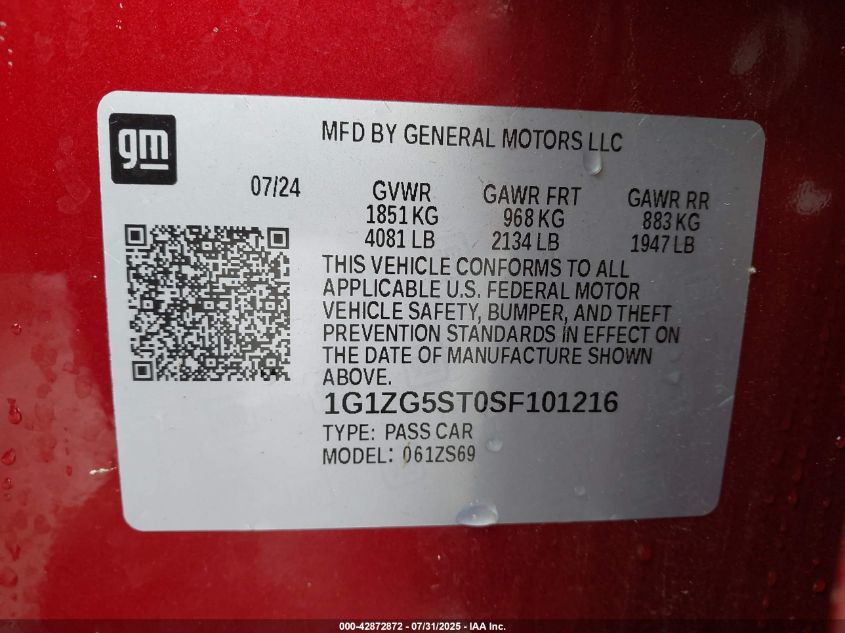 gm
MFD BY GENERAL MOTORS LLC
07/24
GVWR GAWR FRT GAWR RR
1851 KG 968 KG 883 KG
4081 LB 2134 LB 1947 LB
THIS VEHICLE CONFORMS TO ALL
APPLICABLE U.S. FEDERAL MOTOR
VEHICLE SAFETY, BUMPER, AND THEFT
PREVENTION STANDARDS IN EFFECT ON
THE DATE OF MANUFACTURE SHOWN
ABOVE.
1G1ZG5ST0SF101216
TYPE: PASS CAR
MODEL: 061ZS69
000-42872872 / 07/31/2025 - IAA Inc.